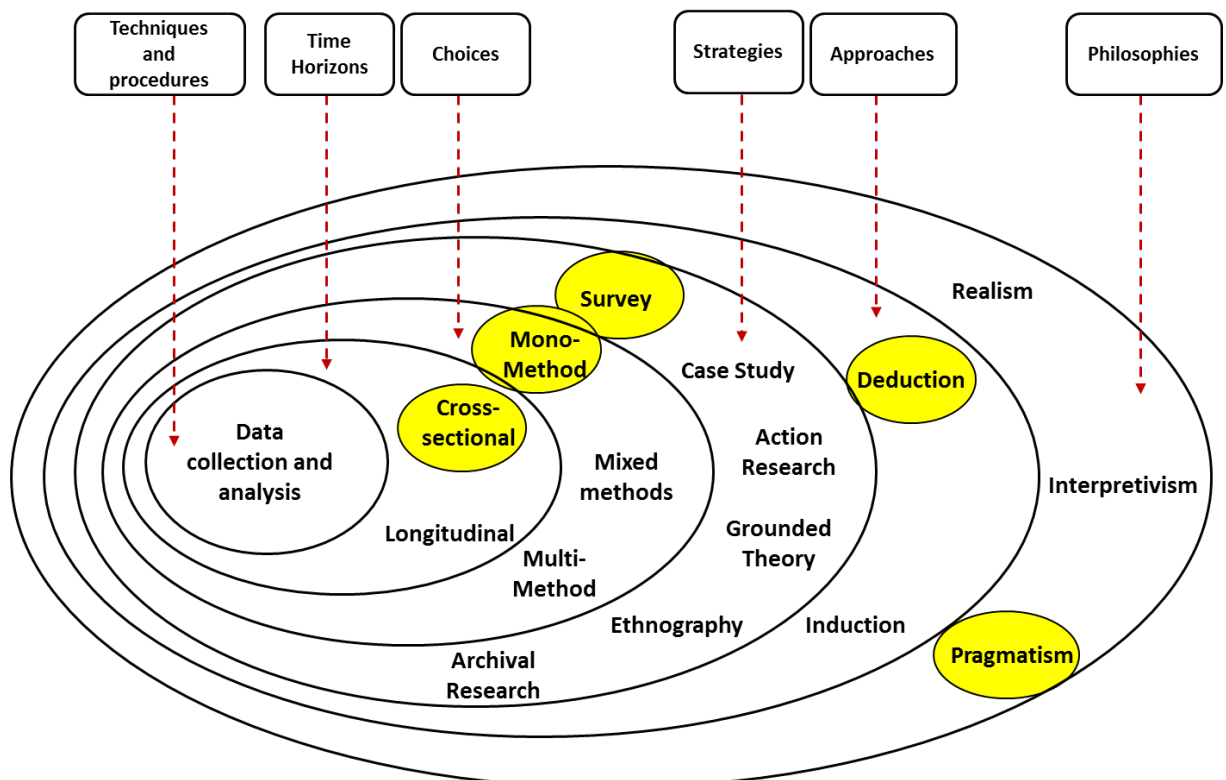 Techniques
and
procedures
Time
Horizons
Choices
Strategies
Approaches
Philosophies
Realism
Survey
Mono-
Method
Case Study
Deduction
Cross-
sectional
Data
collection and
analysis
Action
Research
Mixed
methods
Interpretivism
Longitudinal
Grounded
Theory
Multi-
Method
Ethnography
Induction
Pragmatism
Archival
Research